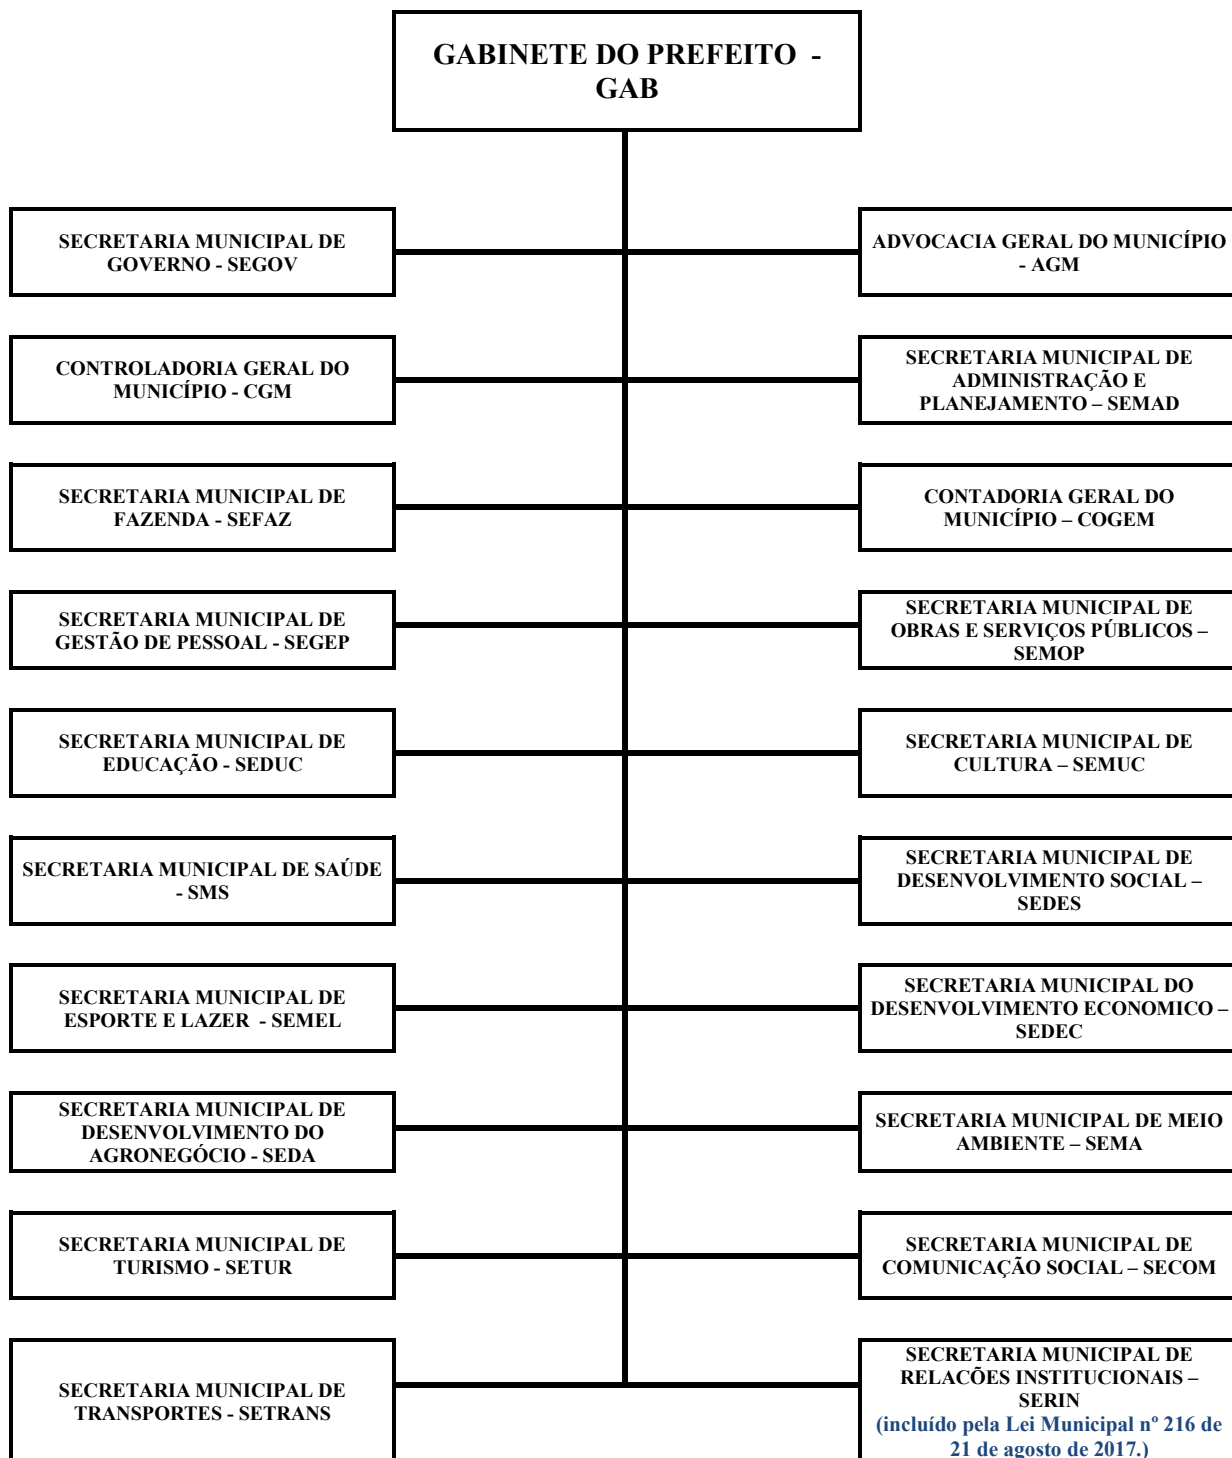 GABINETE DO PREFEITO -
GAB
SECRETARIA MUNICIPAL DE
GOVERNO - SEGOV
ADVOCACIA GERAL DO MUNICÍPIO
- AGM
CONTROLADORIA GERAL DO
MUNICÍPIO - CGM
SECRETARIA MUNICIPAL DE
ADMINISTRAÇÃO E
PLANEJAMENTO – SEMAD
SECRETARIA MUNICIPAL DE
FAZENDA - SEFAZ
CONTADORIA GERAL DO
MUNICÍPIO – COGEM
SECRETARIA MUNICIPAL DE
GESTÃO DE PESSOAL - SEGEP
SECRETARIA MUNICIPAL DE
OBRAS E SERVIÇOS PÚBLICOS –
SEMOP
SECRETARIA MUNICIPAL DE
EDUCAÇÃO - SEDUC
SECRETARIA MUNICIPAL DE
CULTURA – SEMUC
SECRETARIA MUNICIPAL DE SAÚDE
- SMS
SECRETARIA MUNICIPAL DE
DESENVOLVIMENTO SOCIAL –
SEDES
SECRETARIA MUNICIPAL DE
ESPORTE E LAZER - SEMEL
SECRETARIA MUNICIPAL DO
DESENVOLVIMENTO ECONOMICO –
SEDEC
SECRETARIA MUNICIPAL DE
DESENVOLVIMENTO DO
AGRONEGÓCIO - SEDA
SECRETARIA MUNICIPAL DE MEIO
AMBIENTE – SEMA
SECRETARIA MUNICIPAL DE
TURISMO - SETUR
SECRETARIA MUNICIPAL DE
COMUNICAÇÃO SOCIAL – SECOM
SECRETARIA MUNICIPAL DE
TRANSPORTES - SETRANS
SECRETARIA MUNICIPAL DE
RELACÕES INSTITUCIONAIS –
SERIN
(incluído pela Lei Municipal nº 216 de
21 de agosto de 2017.)